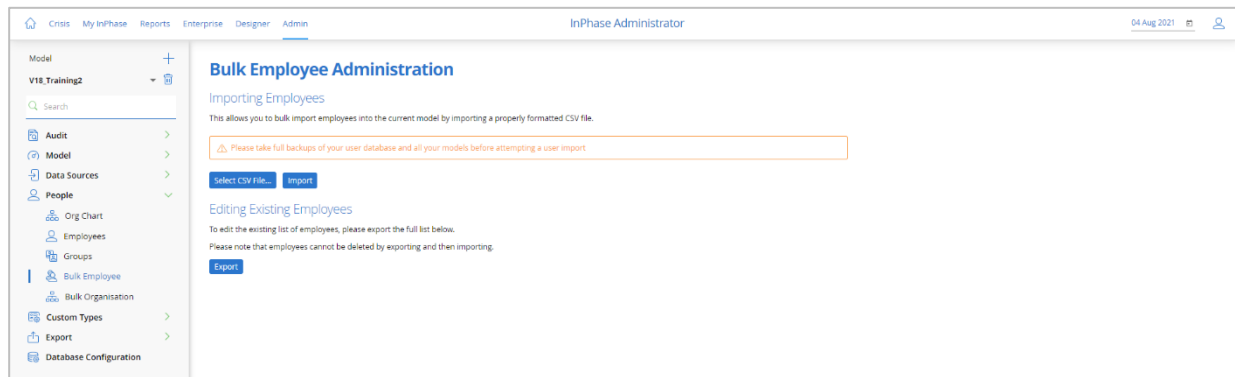 Crisis My InPhase Reports Enterprise Designer Admin InPhase Administrator 04 Aug 2021
Model
V18_Training2
Search
Audit
Model
Data Sources
People
Org Chart
Employees
Groups
Bulk Employee
Bulk Organisation
Custom Types
Export
Database Configuration
Bulk Employee Administration
Importing Employees
This allows you to bulk import employees into the current model by importing a properly formatted CSV file.
Please take full backups of your user database and all your models before attempting a user import
Select CSV File... Import
Editing Existing Employees
To edit the existing list of employees, please export the full list below.
Please note that employees cannot be deleted by exporting and then importing.
Export